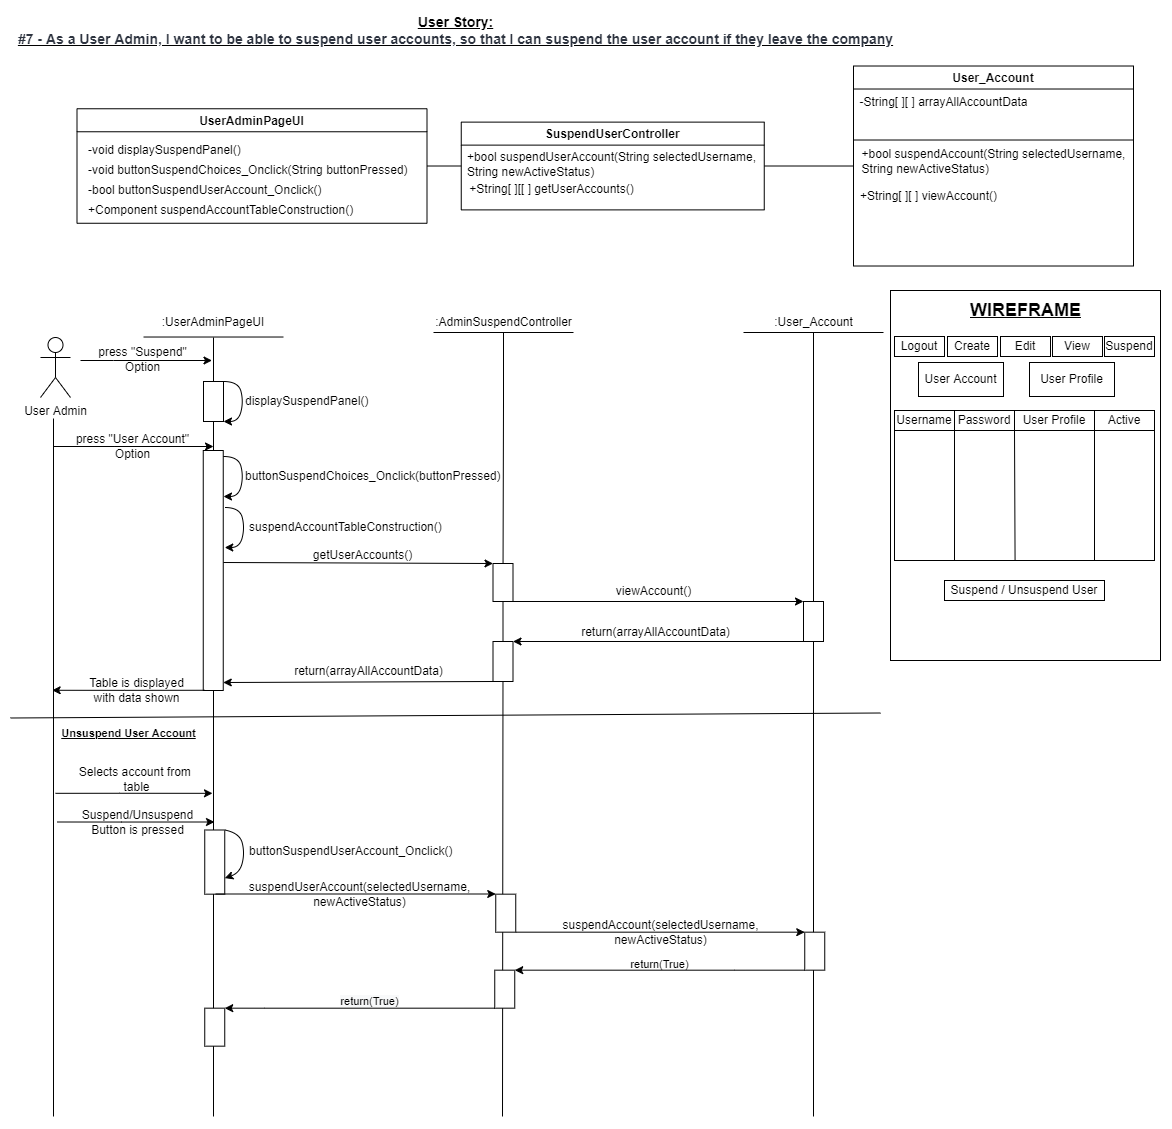 User Story:
#7 - As a User Admin, I want to be able to suspend user accounts, so that I can suspend the user account if they leave the company
UserAdminPageUI
-void displaySuspendPanel()
-void buttonSuspendChoices_Onclick(String buttonPressed)
-bool buttonSuspendUserAccount_Onclick()
+Component suspendAccountTableConstruction()
SuspendUserController
+bool suspendUserAccount(String selectedUsername,
String newActiveStatus)
+String[ ][[ ] getUserAccounts()
User_Account
-String[ ][ ] arrayAllAccountData
+bool suspendAccount(String selectedUsername,
String newActiveStatus)
+String[ ][ ] viewAccount()
:UserAdminPageUI
:AdminSuspendController
:User_Account
User Admin
press "Suspend"
Option
displaySuspendPanel()
press "User Account"
Option
buttonSuspendChoices_Onclick(buttonPressed)
suspendAccountTableConstruction()
getUserAccounts()
viewAccount()
return(arrayAllAccountData)
return(arrayAllAccountData)
Table is displayed
with data shown
Unsuspend User Account
Selects account from
table
Suspend/Unsuspend
Button is pressed
buttonSuspendUserAccount_Onclick()
suspendUserAccount(selectedUsername,
newActiveStatus)
suspendAccount(selectedUsername,
newActiveStatus)
return(True)
return(True)
WIREFRAME
Logout Create Edit View Suspend
User Account User Profile
Username Password User Profile Active
Suspend / Unsuspend User